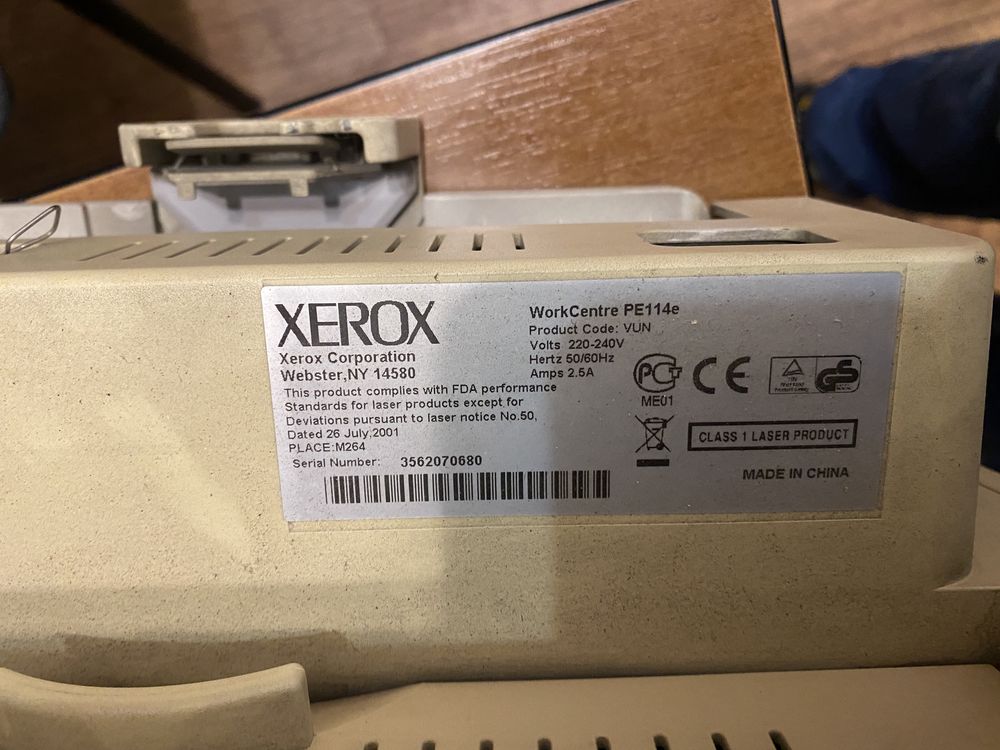 XEROX
Xerox Corporation
Webster,NY 14580
This product complies with FDA performance
Standards for laser products except for
Deviations pursuant to laser notice No.50,
Dated 26 July,2001
PLACE:M264
Serial Number: 3562070680
WorkCentre PE114e
Product Code: VUN
Volts 220-240V
Hertz 50/60Hz
Amps 2.5A
PG
ME01
CE
GS
CLASS 1 LASER PRODUCT
MADE IN CHINA